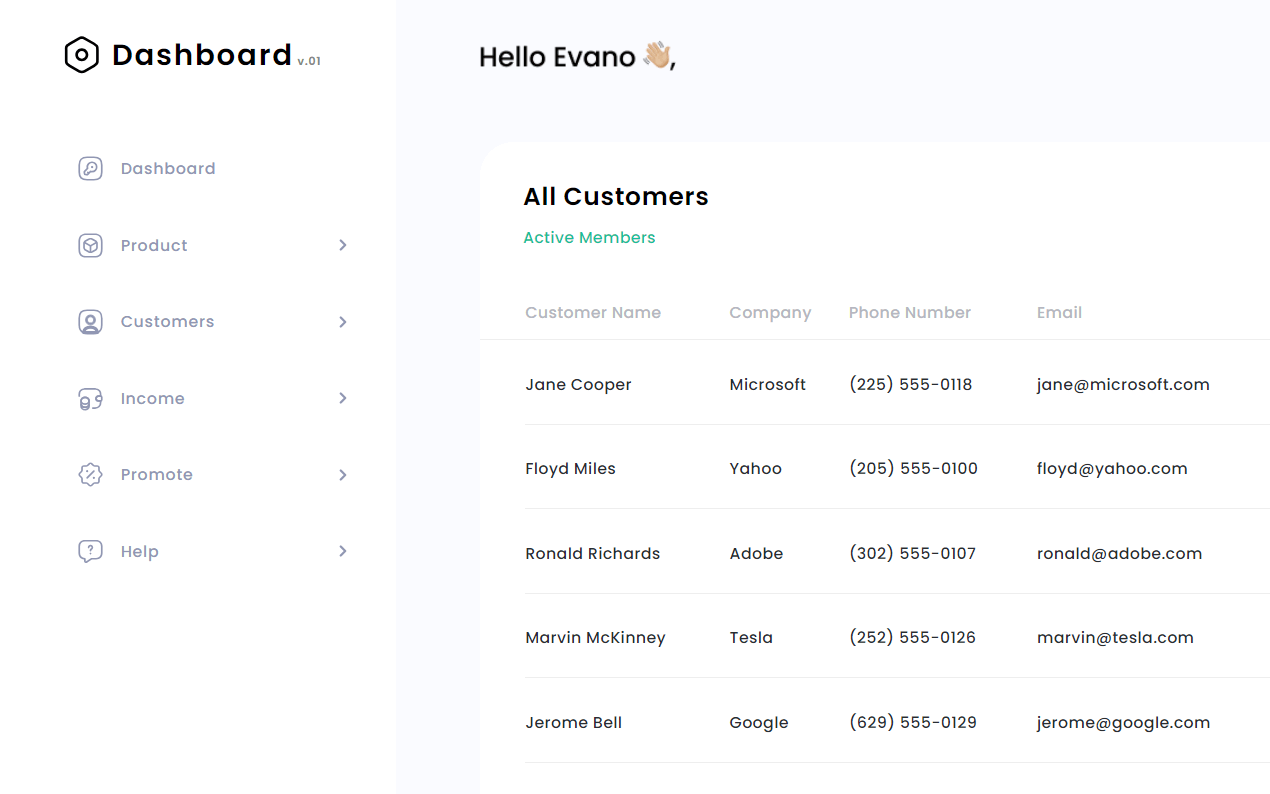 Dashboard v.01
Dashboard
Product
Customers
Income
Promote
Help
Hello Evano 👋🏼,
All Customers
Active Members
Customer Name Company Phone Number Email
Jane Cooper Microsoft (225) 555-0118 jane@microsoft.com
Floyd Miles Yahoo (205) 555-0100 floyd@yahoo.com
Ronald Richards Adobe (302) 555-0107 ronald@adobe.com
Marvin McKinney Tesla (252) 555-0126 marvin@tesla.com
Jerome Bell Google (629) 555-0129 jerome@google.com